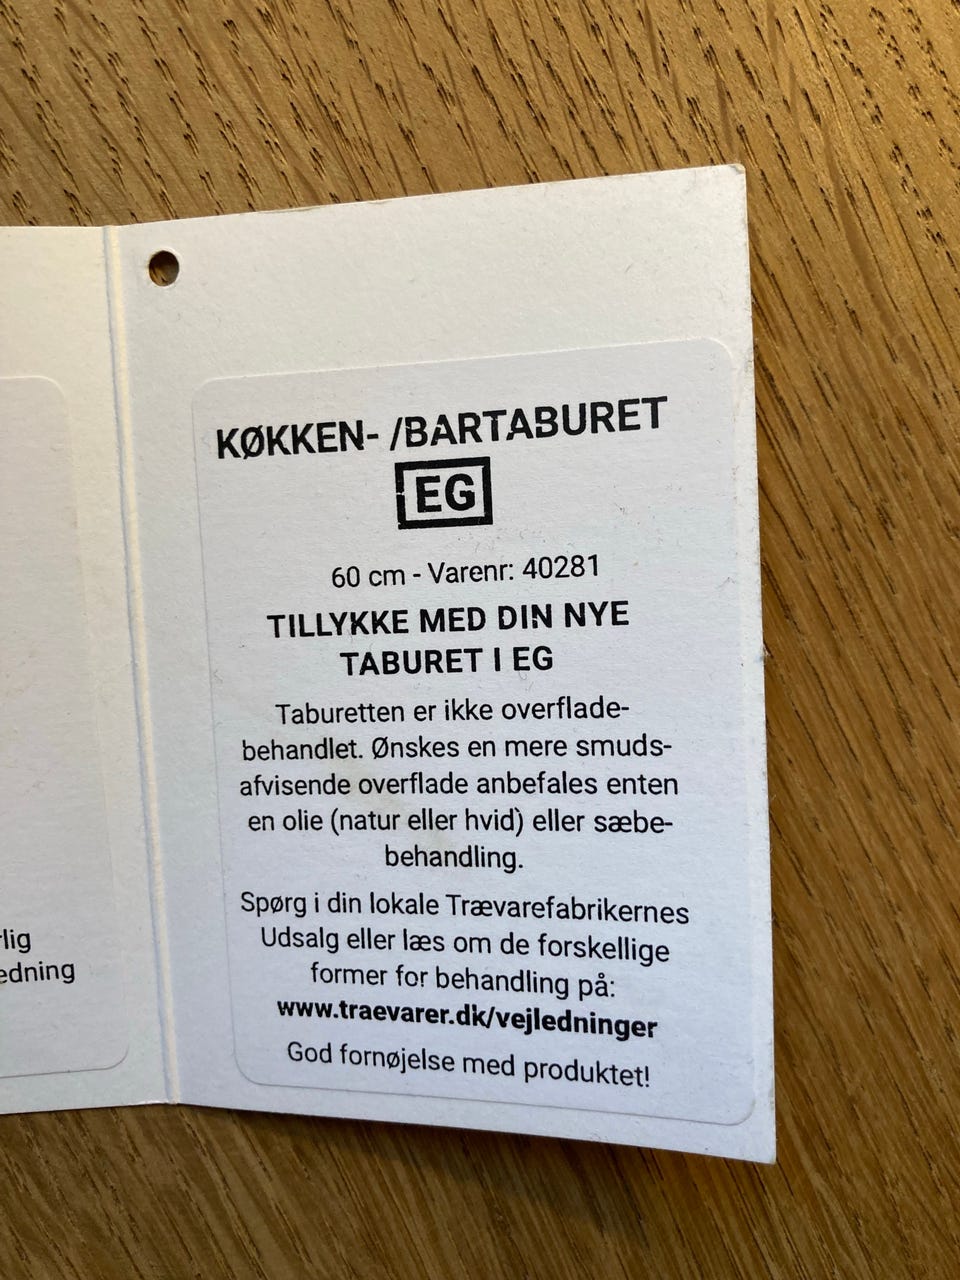 KØKKEN- /BARTABURET
EG
60 cm - Varenr: 40281
TILLYKKE MED DIN NYE
TABURET I EG
Taburetten er ikke overflade-
behandlet. Ønskes en mere smuds-
afvisende overflade anbefales enten
en olie (natur eller hvid) eller sæbe-
behandling.
Spørg i din lokale Trævarefabrikernes
Udsalg eller læs om de forskellige
former for behandling på:
www.traevarer.dk/vejledninger
God fornøjelse med produktet!
lig
edning